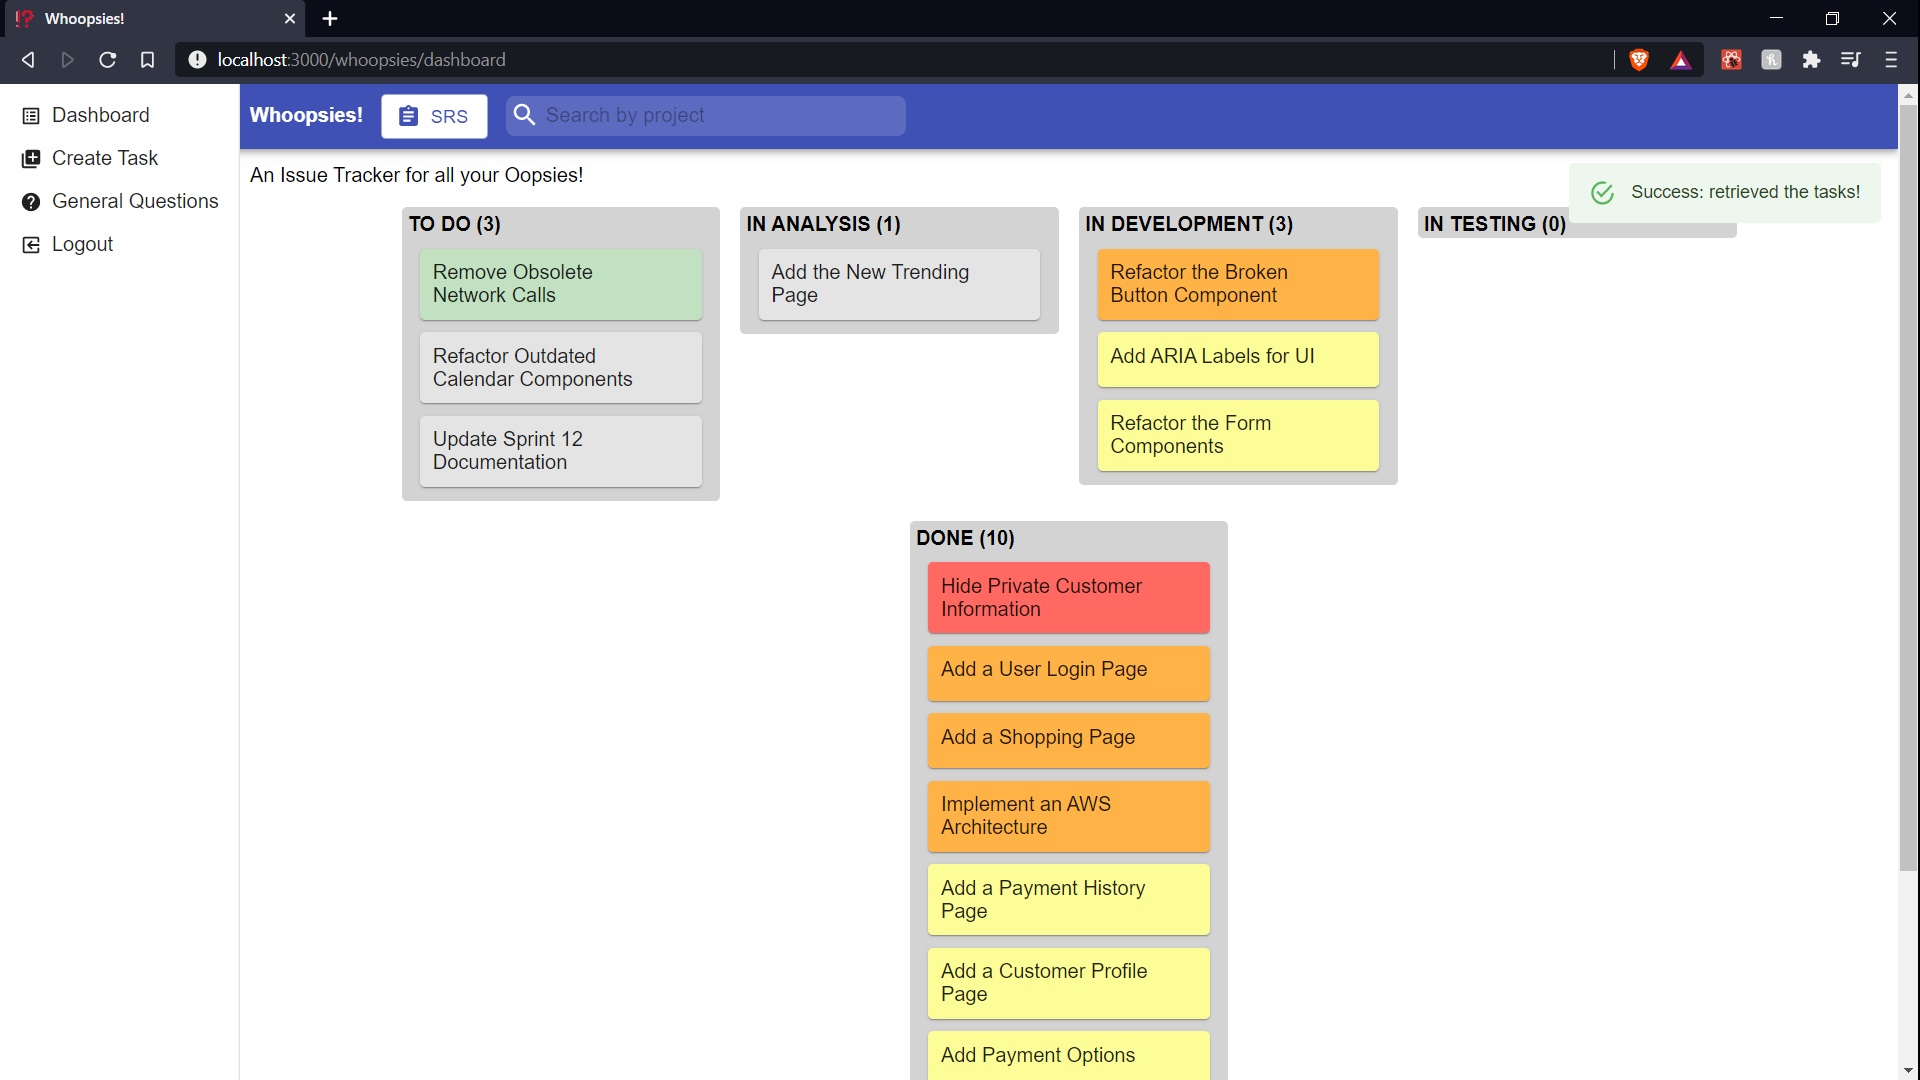 Whoopsies!
localhost:3000/whoopsies/dashboard
Dashboard
Create Task
General Questions
Logout
Whoopsies!
SRS
Search by project
An Issue Tracker for all your Oopsies!
Success: retrieved the tasks!
TO DO (3)
Remove Obsolete
Network Calls
Refactor Outdated
Calendar Components
Update Sprint 12
Documentation
IN ANALYSIS (1)
Add the New Trending
Page
IN DEVELOPMENT (3)
Refactor the Broken
Button Component
Add ARIA Labels for UI
Refactor the Form
Components
IN TESTING (0)
DONE (10)
Hide Private Customer
Information
Add a User Login Page
Add a Shopping Page
Implement an AWS
Architecture
Add a Payment History
Page
Add a Customer Profile
Page
Add Payment Options